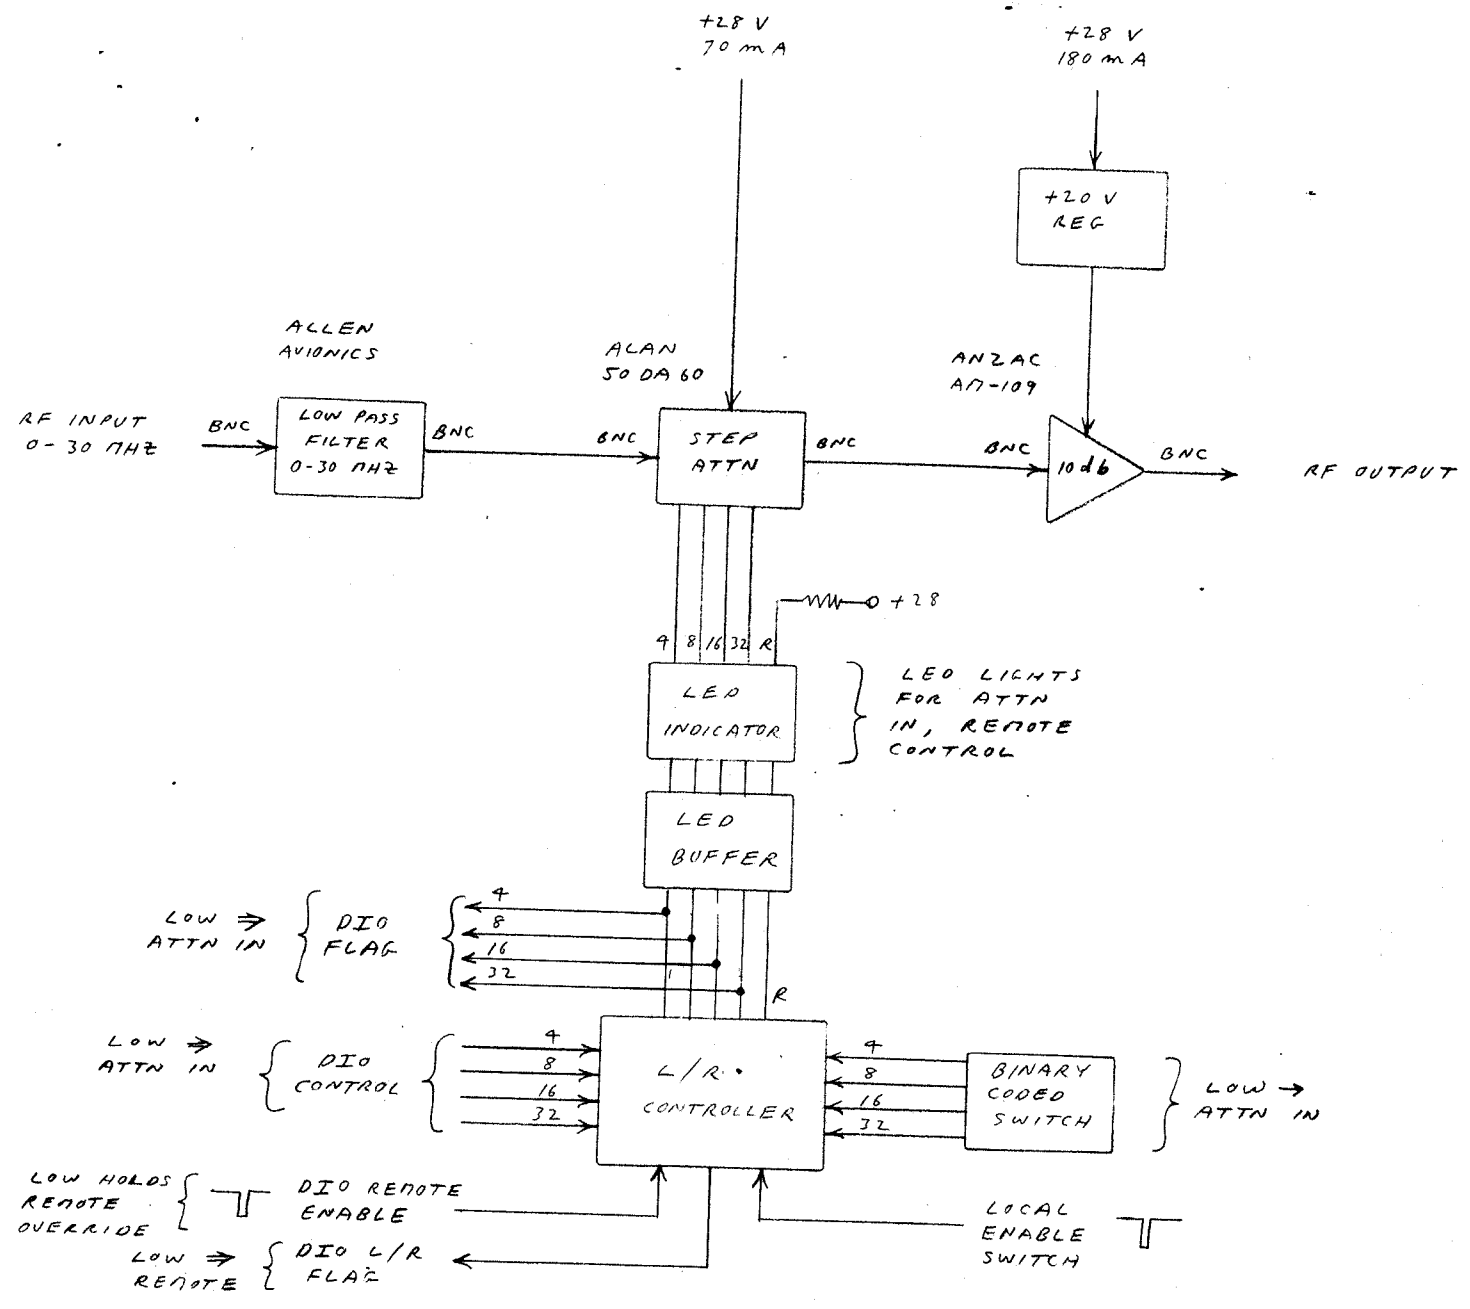 +28 V
70 mA
+28 V
180 mA
+20 V
REG
ALLEN
AVIONICS
ALAN
50 DA 60
ANZAC
AM-109
RF INPUT
0-30 MHZ
BNC
LOW PASS
FILTER
0-30 MHZ
BNC
BNC
STEP
ATTN
BNC
BNC
10 db
BNC
RF OUTPUT
+28
4 8 16 32 R
LED
INDICATOR
LED LIGHTS
FOR ATTN
IN, REMOTE
CONTROL
LED
BUFFER
LOW ⇒
ATTN IN
DIO
FLAG
4
8
16
32
R
LOW ⇒
ATTN IN
DIO
CONTROL
4
8
16
32
L/R
CONTROLLER
4
8
16
32
BINARY
CODED
SWITCH
LOW →
ATTN IN
LOW HOLDS
REMOTE
OVERRIDE
DIO REMOTE
ENABLE
LOW ⇒
REMOTE
DIO L/R
FLAG
LOCAL
ENABLE
SWITCH